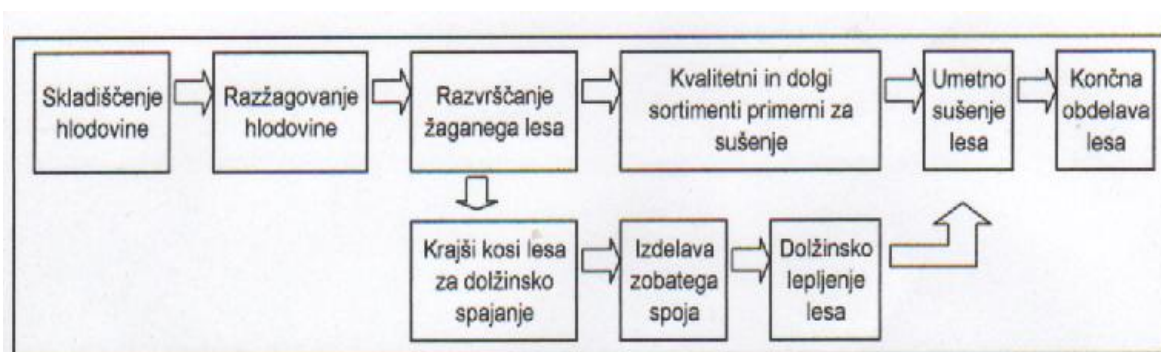 Skladiščenje
hlodovine
Razžagovanje
hlodovine
Razvrščanje
žaganega lesa
Kvalitetni in dolgi
sortimenti primerni za
sušenje
Umetno
sušenje
lesa
Končna
obdelava
lesa
Krajši kosi lesa
za dolžinsko
spajanje
Izdelava
zobatega
spoja
Dolžinsko
lepljenje
lesa